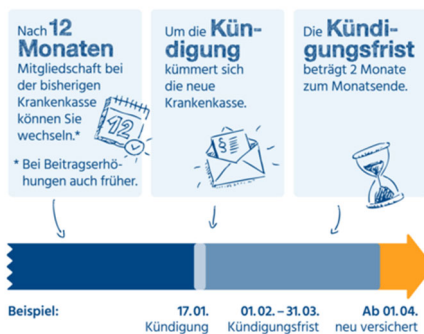 Nach 12
Monaten
Mitgliedschaft bei
der bisherigen
Krankenkasse
können Sie
wechseln.*
* Bei Beitragserhö-
hungen auch früher.
12
Um die Kün-
digung
kümmert sich
die neue
Krankenkasse.
§
Die Kündi-
gungsfrist
beträgt 2 Monate
zum Monatsende.
Beispiel:
17.01.
Kündigung
01.02. – 31.03.
Kündigungsfrist
Ab 01.04.
neu versichert